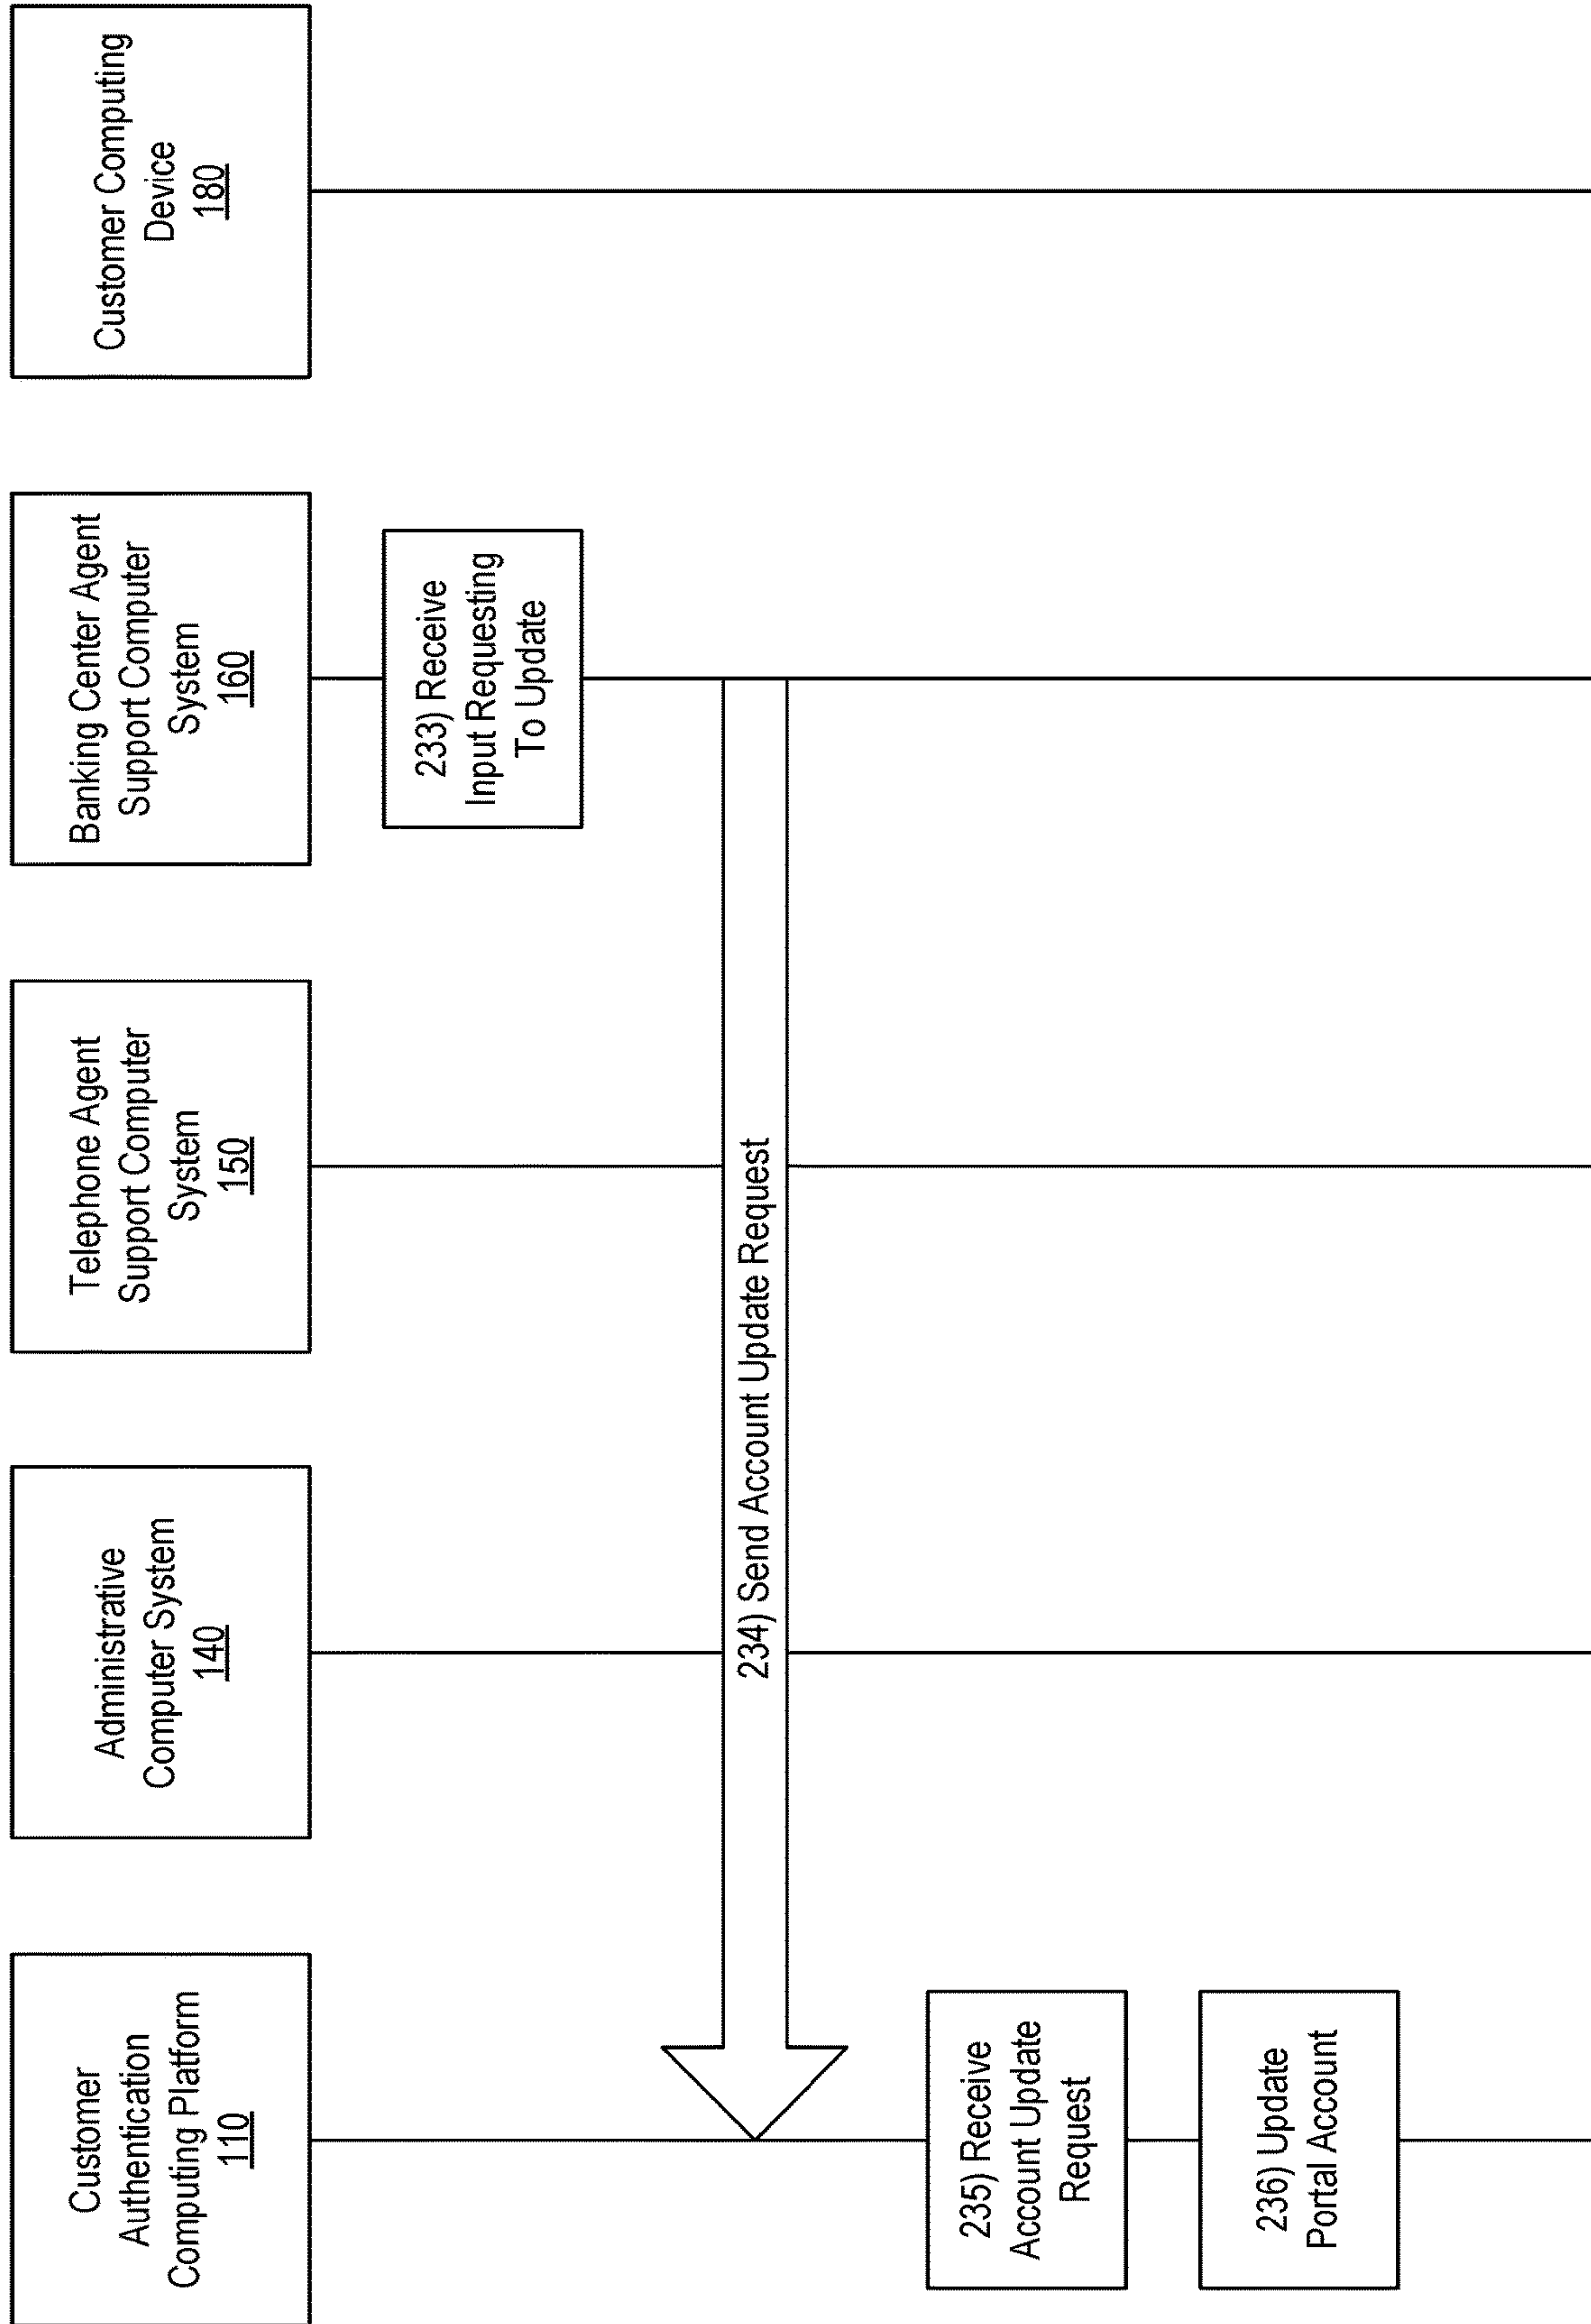 Customer
Authentication
Computing Platform
110
Administrative
Computer System
140
Telephone Agent
Support Computer
System
150
Banking Center Agent
Support Computer
System
160
Customer Computing
Device
180
233) Receive
Input Requesting
To Update
234) Send Account Update Request
235) Receive
Account Update
Request
236) Update
Portal Account